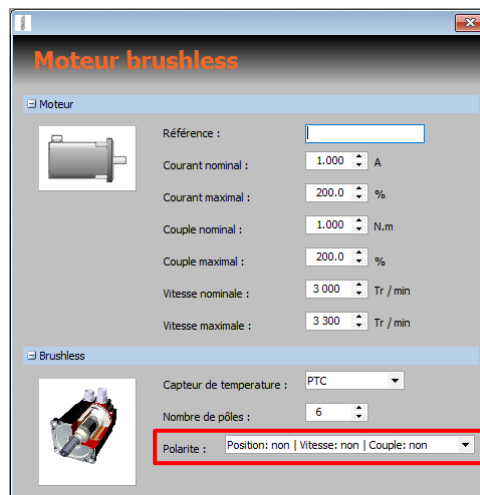 Moteur brushless
Moteur
Référence :
Courant nominal : 1.000 A
Courant maximal : 200.0 %
Couple nominal : 1.000 N.m
Couple maximal : 200.0 %
Vitesse nominale : 3 000 Tr / min
Vitesse maximale : 3 300 Tr / min
Brushless
Capteur de temperature : PTC
Nombre de pôles : 6
Polarite : Position: non | Vitesse: non | Couple: non